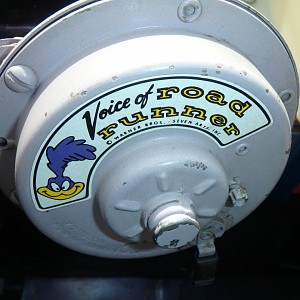 Voice of road
runner
© WARNER BROS. - SEVEN ARTS, INC.